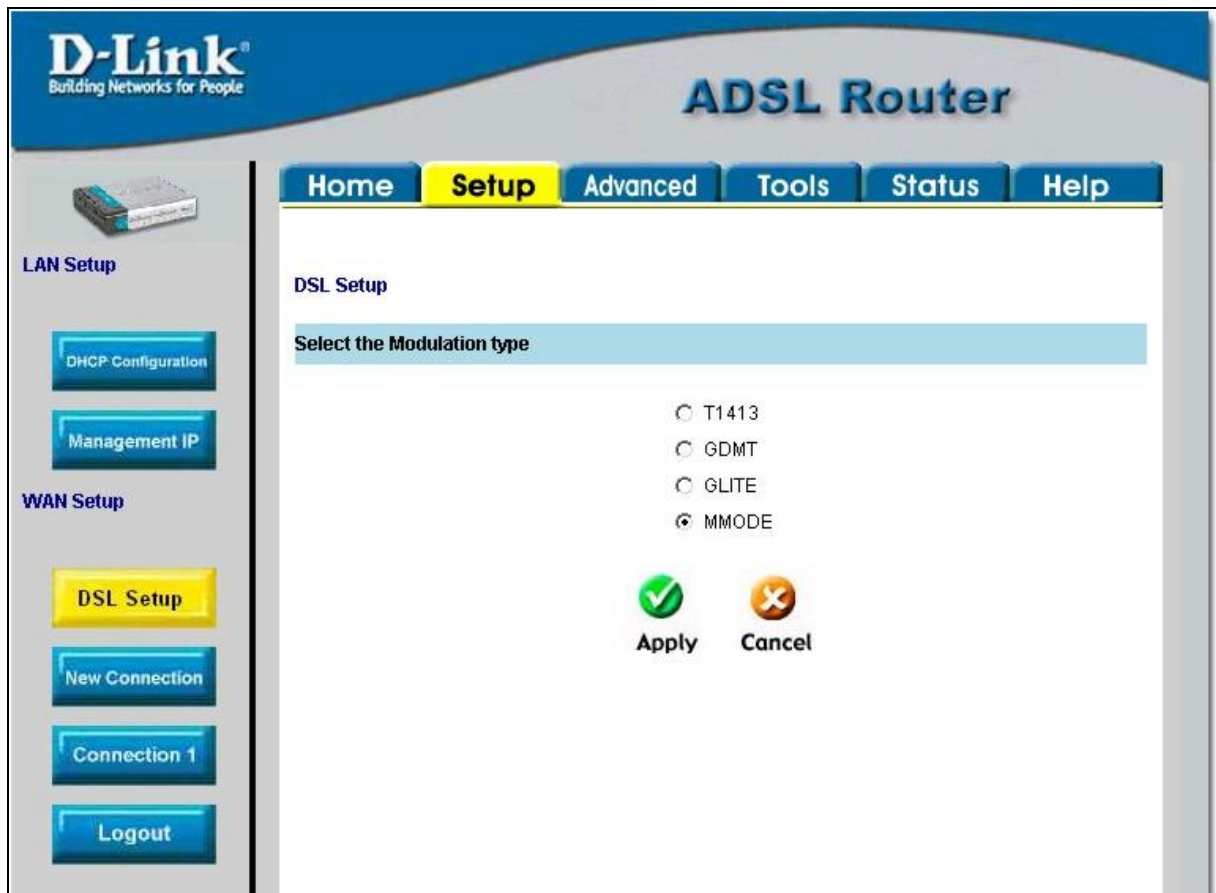 D-Link®
Building Networks for People
ADSL Router
Home Setup Advanced Tools Status Help
LAN Setup
DHCP Configuration
Management IP
WAN Setup
DSL Setup
New Connection
Connection 1
Logout
DSL Setup
Select the Modulation type
T1413
GDMT
GLITE
MMODE
Apply Cancel